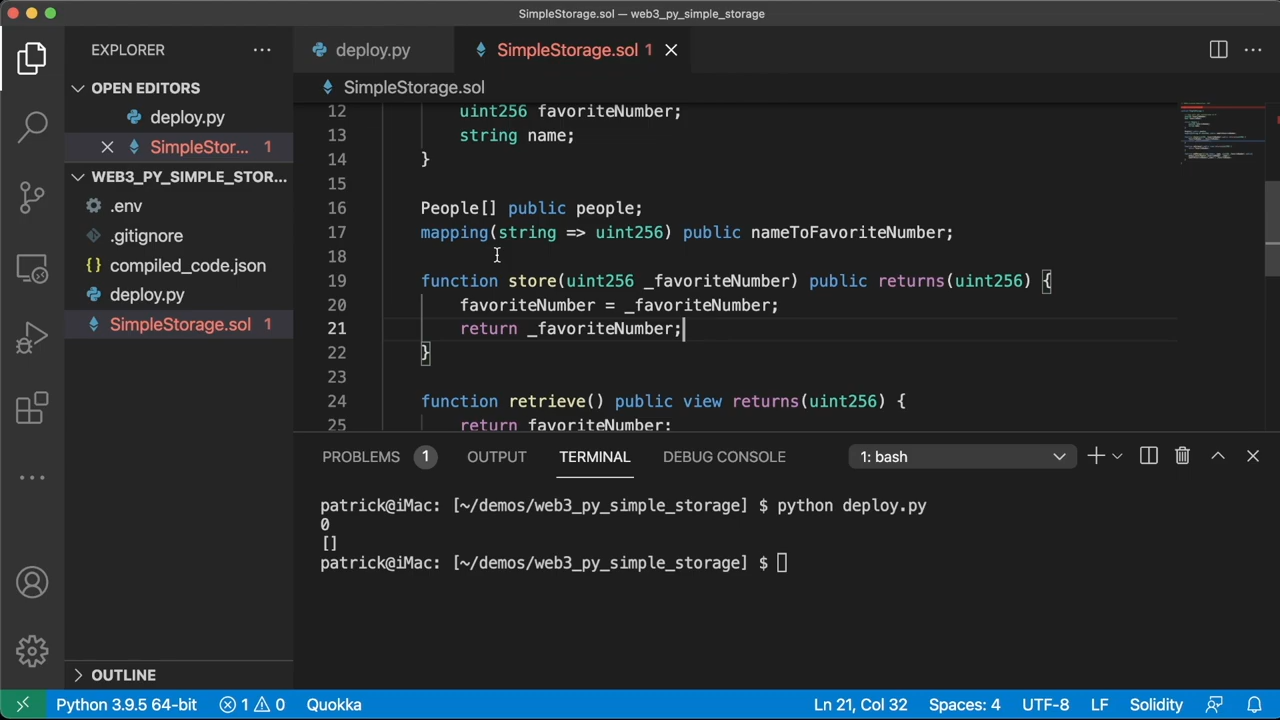 SimpleStorage.sol — web3_py_simple_storage
EXPLORER
OPEN EDITORS
deploy.py
SimpleStor... 1
WEB3_PY_SIMPLE_STOR...
.env
.gitignore
{} compiled_code.json
deploy.py
SimpleStorage.sol 1
OUTLINE
deploy.py
SimpleStorage.sol 1
SimpleStorage.sol
12 uint256 favoriteNumber;
13 string name;
14 }
15
16 People[] public people;
17 mapping(string => uint256) public nameToFavoriteNumber;
18
19 function store(uint256 _favoriteNumber) public returns(uint256) {
20 favoriteNumber = _favoriteNumber;
21 return _favoriteNumber;
22 }
23
24 function retrieve() public view returns(uint256) {
25 return favoriteNumber;
PROBLEMS 1 OUTPUT TERMINAL DEBUG CONSOLE 1: bash
patrick@iMac: [~/demos/web3_py_simple_storage] $ python deploy.py
0
[]
patrick@iMac: [~/demos/web3_py_simple_storage] $
Python 3.9.5 64-bit 1 0 Quokka Ln 21, Col 32 Spaces: 4 UTF-8 LF Solidity